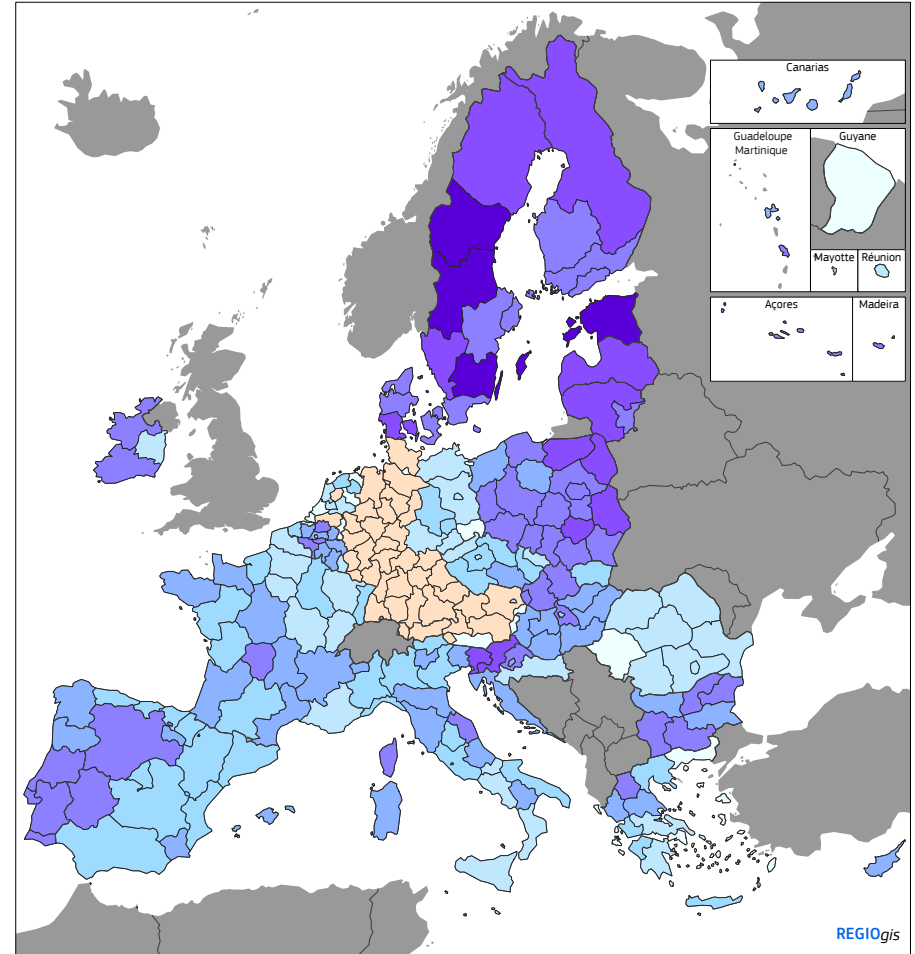 Canarias
Guadeloupe
Martinique
Guyane
Mayotte
Réunion
Açores
Madeira
REGIOgis